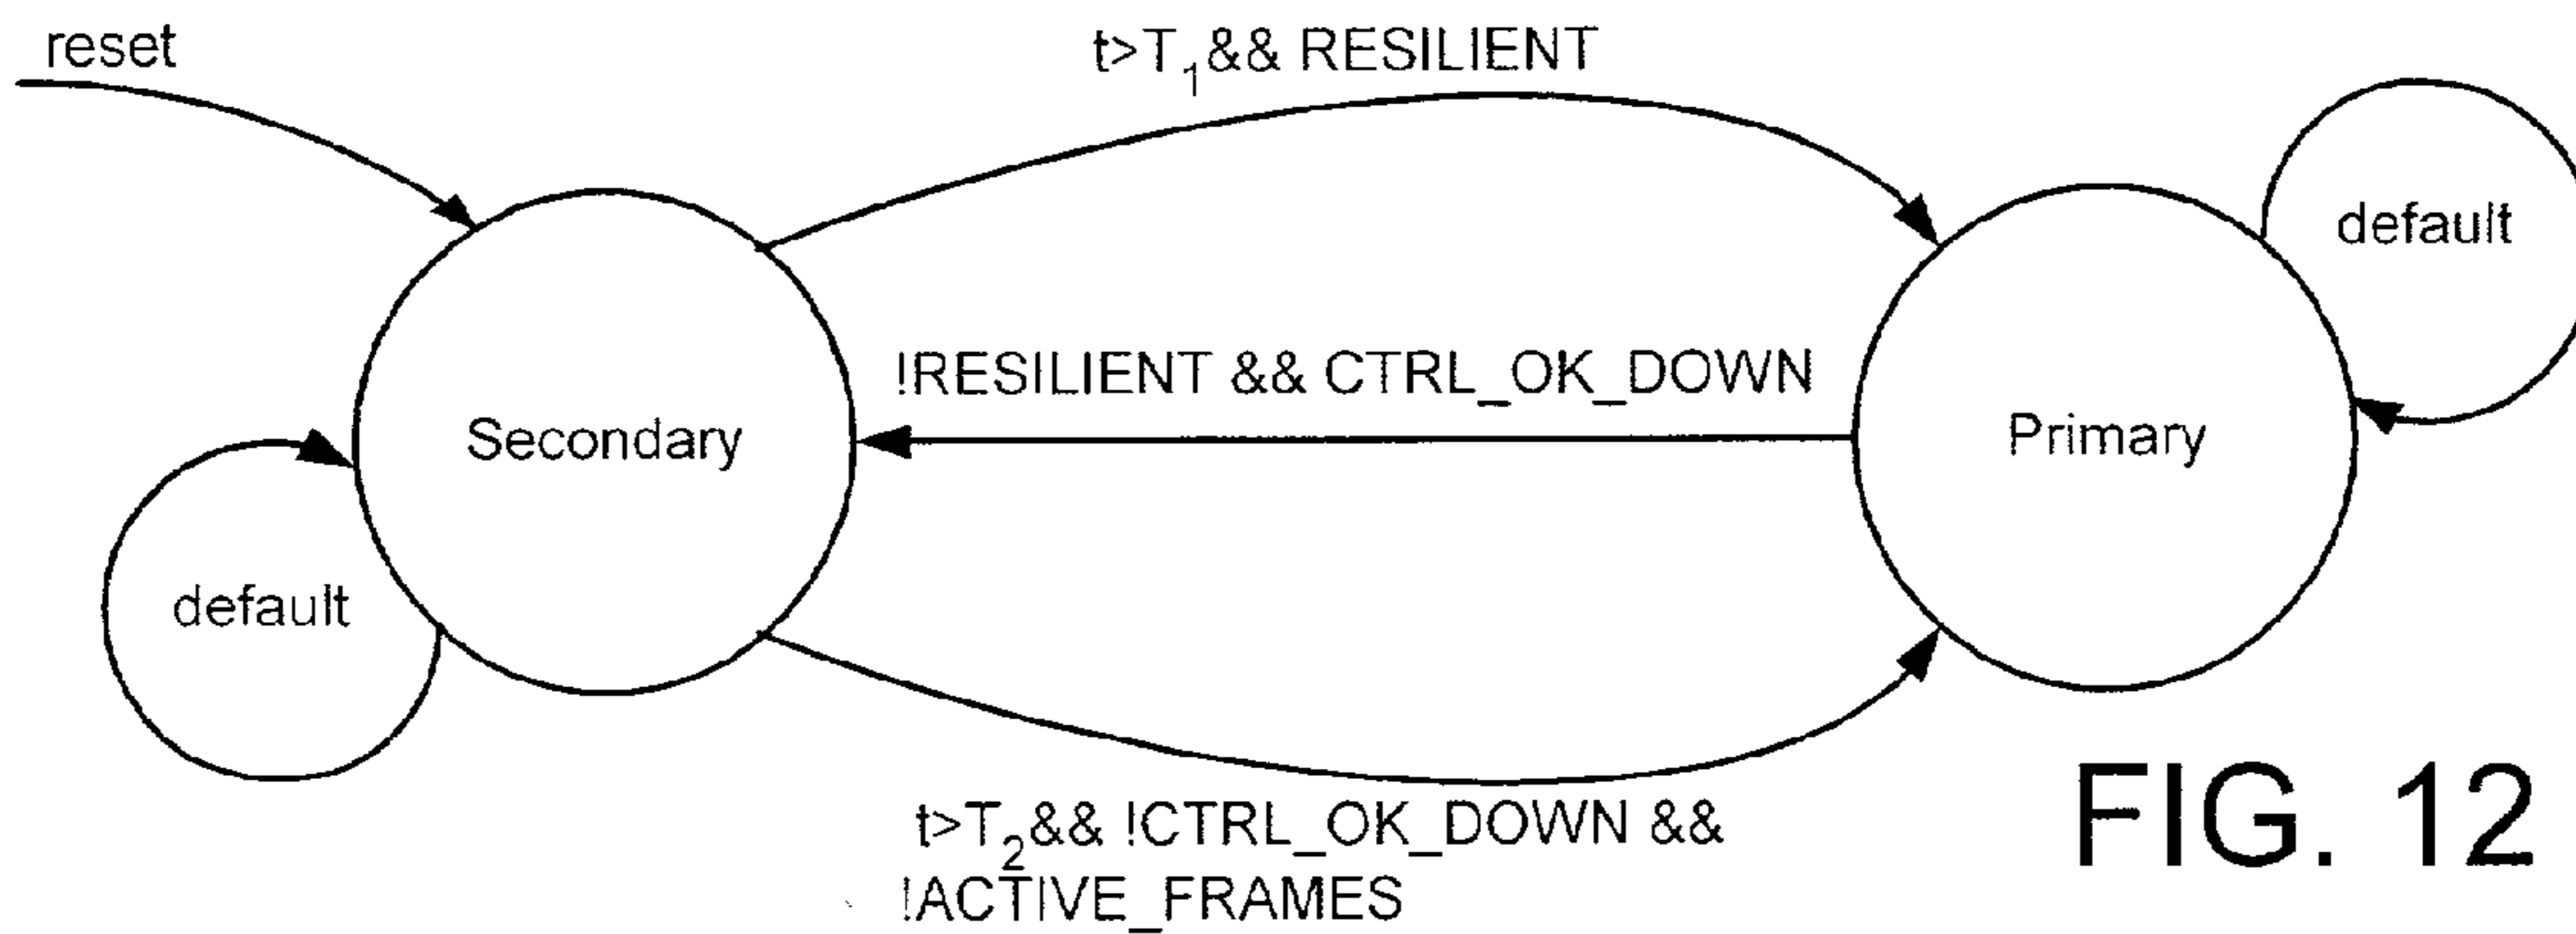 reset
t>T₁&& RESILIENT
default
!RESILIENT && CTRL_OK_DOWN
Secondary
Primary
default
t>T₂&& !CTRL_OK_DOWN &&
!ACTIVE_FRAMES
FIG. 12